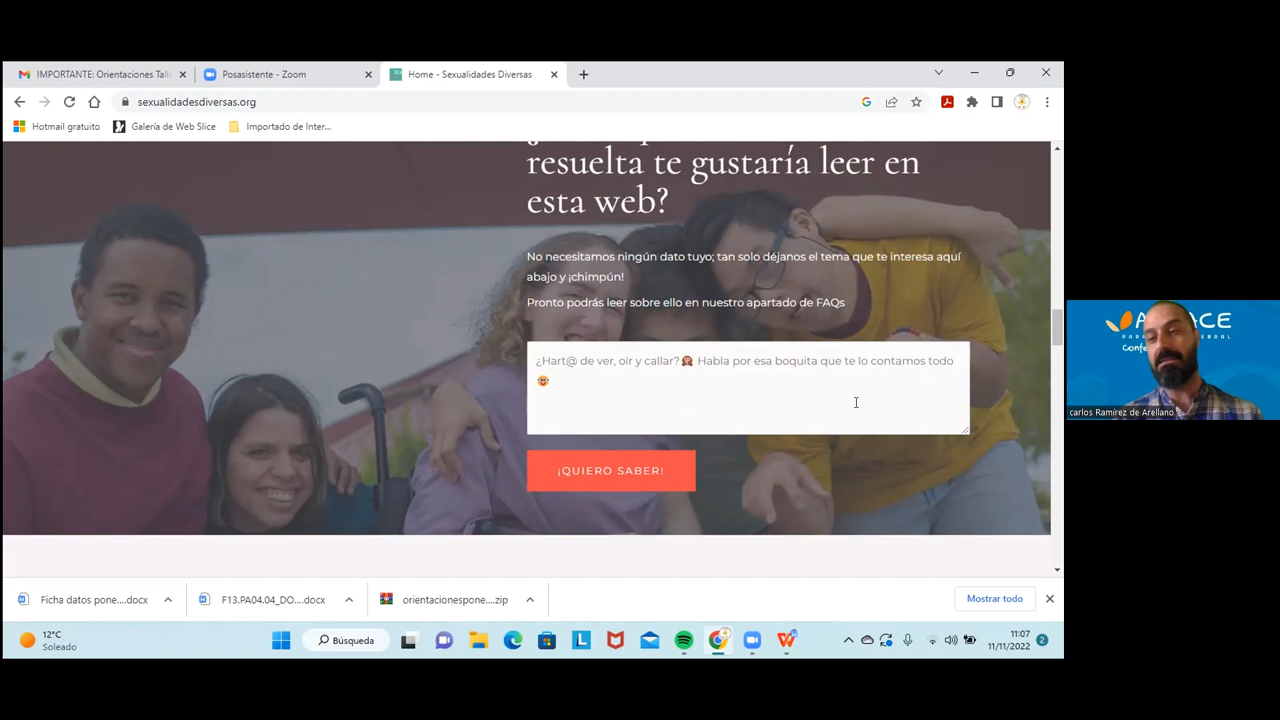 IMPORTANTE: Orientaciones Tall
Posasistente - Zoom
Home - Sexualidades Diversas
sexualidadesdiversas.org
Hotmail gratuito
Galería de Web Slice
Importado de Inter...
resuelta te gustaría leer en
esta web?
No necesitamos ningún dato tuyo; tan solo déjanos el tema que te interesa aquí
abajo y ¡chimpún!
Pronto podrás leer sobre ello en nuestro apartado de FAQs
¿Hart@ de ver, oír y callar?🙊 Habla por esa boquita que te lo contamos todo
¡QUIERO SABER!
carlos Ramírez de Arellano
Ficha datos pone....docx
F13.PA04.04_DO....docx
orientacionespone....zip
Mostrar todo
12°C
Soleado
Búsqueda
11:07
11/11/2022
2